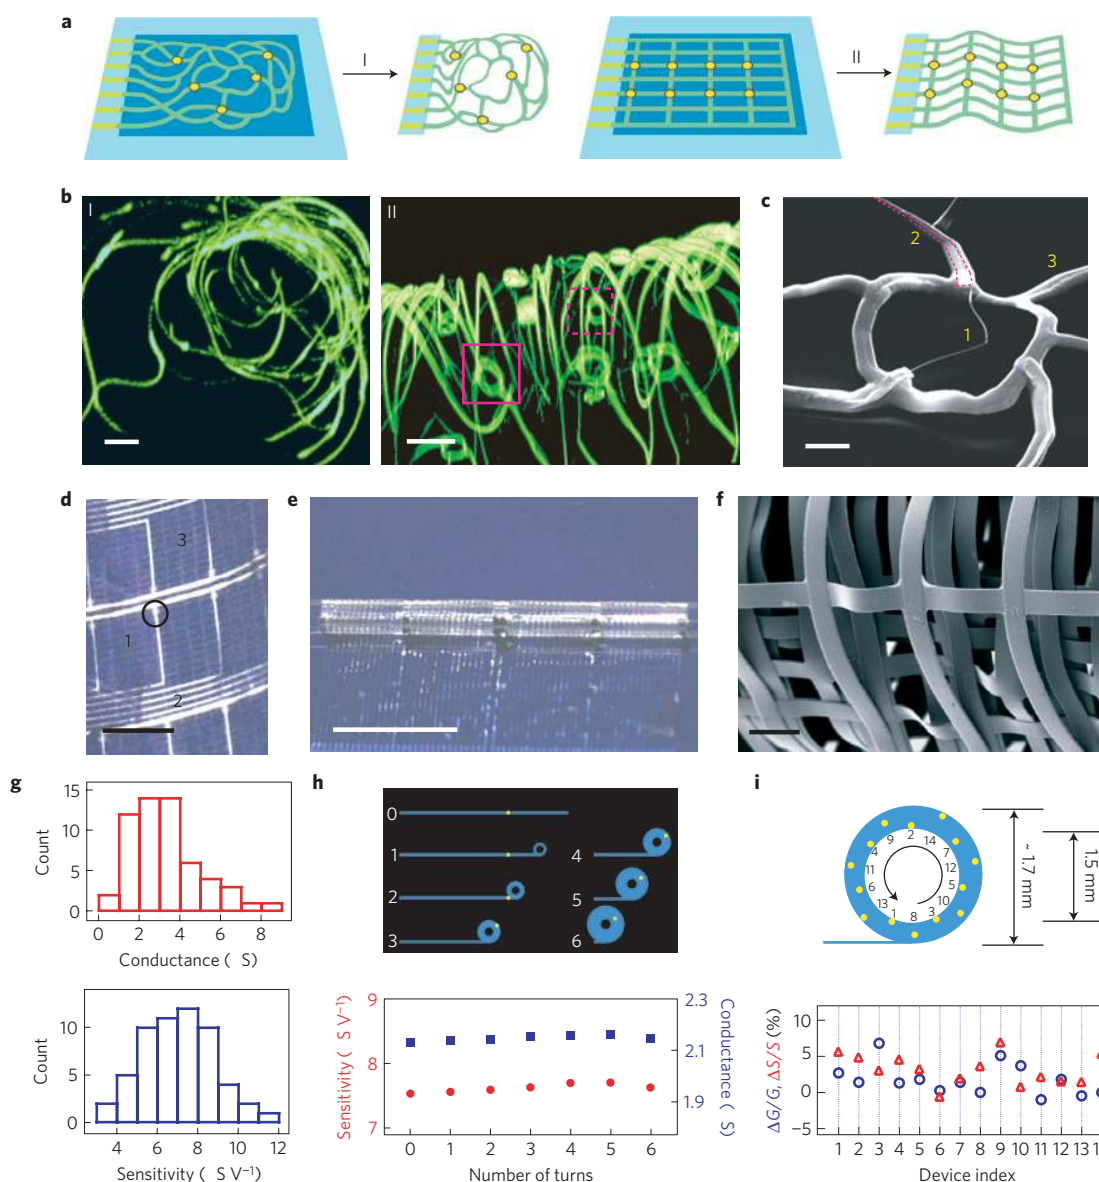 a
I
II
b
I
II
c
2
3
1
d
3
1
2
e
f
g
15
10
5
0
Count
0 2 4 6 8
Conductance ( S)
10
5
0
Count
4 6 8 10 12
Sensitivity ( S V⁻¹)
h
0
1
2
3
4
5
6
9
8
7
Sensitivity ( S V⁻¹)
2.3
2.1
1.9
Conductance ( S)
0 1 2 3 4 5 6
Number of turns
i
2
14
7
12
5
10
3
8
1
13
6
11
4
9
~ 1.7 mm
1.5 mm
10
5
0
−5
ΔG/G, ΔS/S (%)
1 2 3 4 5 6 7 8 9 10 11 12 13
Device index